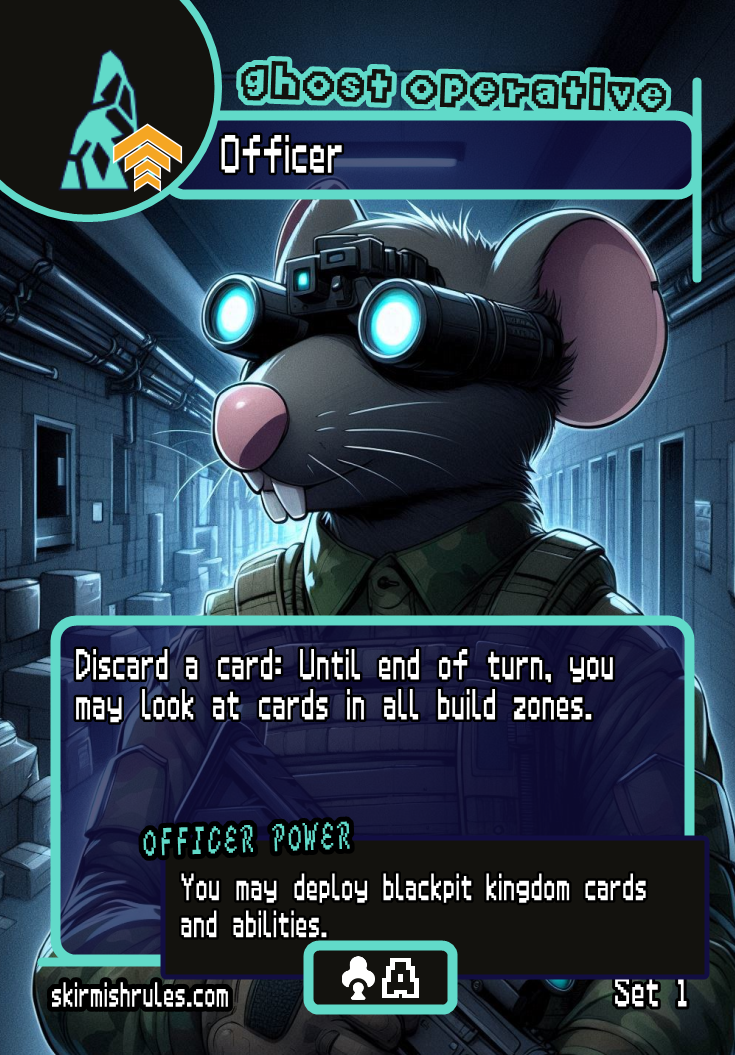 ghost operative
Officer
Discard a card: Until end of turn, you
may look at cards in all build zones.
OFFICER POWER
You may deploy blackpit kingdom cards
and abilities.
skirmishrules.com
♣A
Set 1